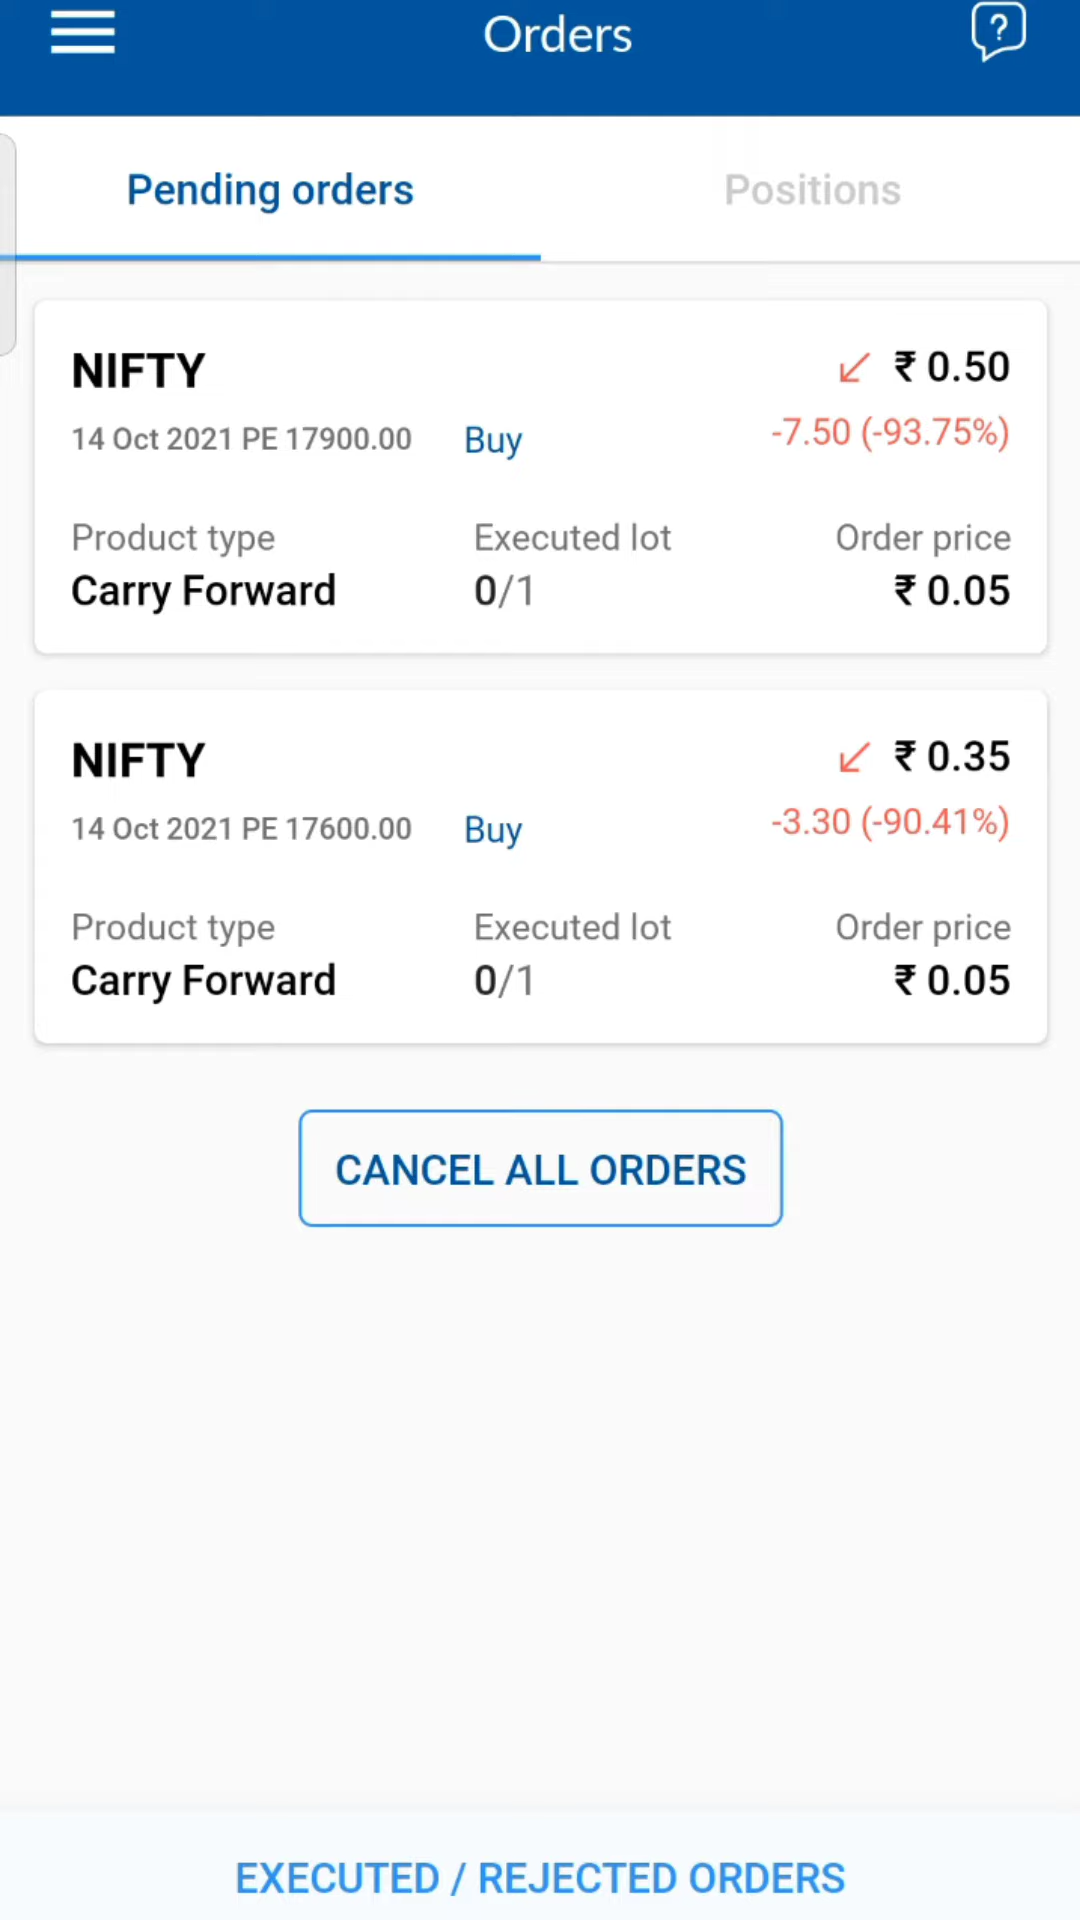 Orders
?
Pending orders
Positions
NIFTY
₹ 0.50
14 Oct 2021 PE 17900.00
Buy
-7.50 (-93.75%)
Product type
Executed lot
Order price
Carry Forward
0/1
₹ 0.05
NIFTY
₹ 0.35
14 Oct 2021 PE 17600.00
Buy
-3.30 (-90.41%)
Product type
Executed lot
Order price
Carry Forward
0/1
₹ 0.05
CANCEL ALL ORDERS
EXECUTED / REJECTED ORDERS